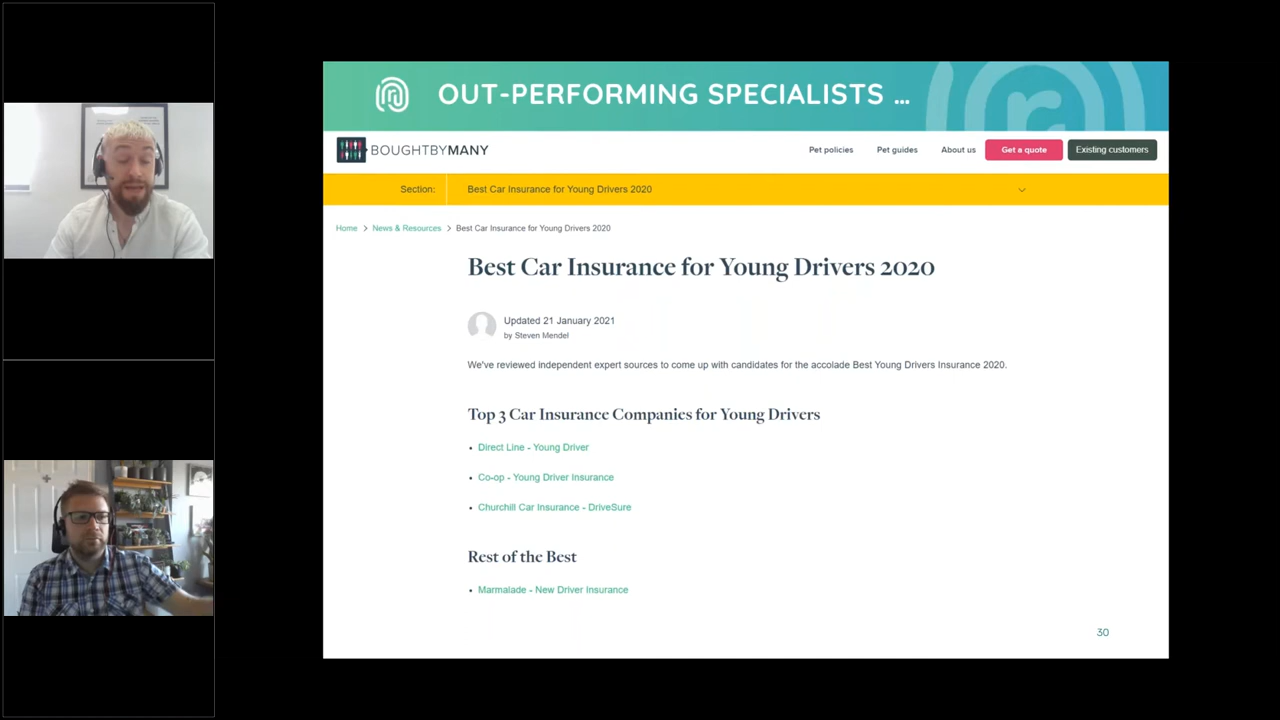 OUT-PERFORMING SPECIALISTS ...
BOUGHTBYMANY
Pet policies
Pet guides
About us
Get a quote
Existing customers
Section:
Best Car Insurance for Young Drivers 2020
Home > News & Resources > Best Car Insurance for Young Drivers 2020
Best Car Insurance for Young Drivers 2020
Updated 21 January 2021
by Steven Mendel
We've reviewed independent expert sources to come up with candidates for the accolade Best Young Drivers Insurance 2020.
Top 3 Car Insurance Companies for Young Drivers
• Direct Line - Young Driver
• Co-op - Young Driver Insurance
• Churchill Car Insurance - DriveSure
Rest of the Best
• Marmalade - New Driver Insurance
30